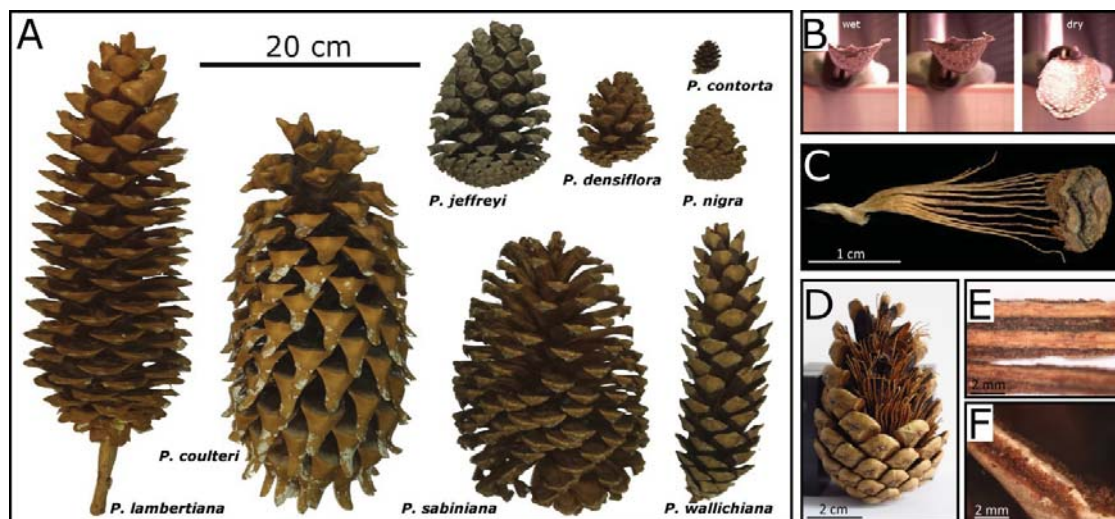 A
20 cm
P. contorta
P. jeffreyi
P. densiflora
P. nigra
P. coulteri
P. lambertiana
P. sabiniana
P. wallichiana
B
wet
dry
C
1 cm
D
2 cm
E
2 mm
F
2 mm